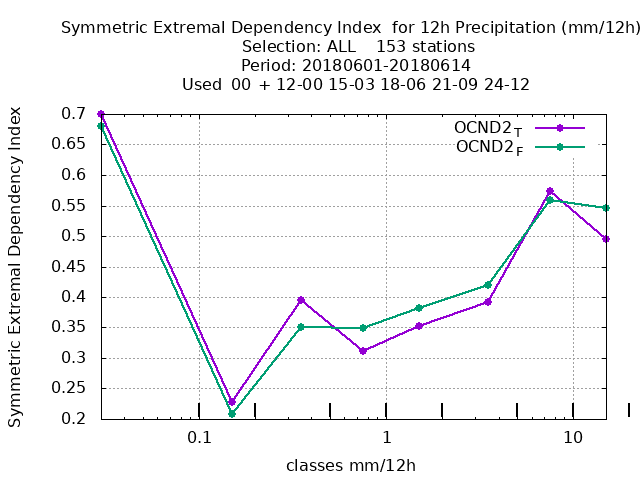 Symmetric Extremal Dependency Index  for 12h Precipitation (mm/12h)
Selection: ALL    153 stations
Period: 20180601-20180614
Used  00 + 12-00 15-03 18-06 21-09 24-12
Symmetric Extremal Dependency Index
0.7
0.65
0.6
0.55
0.5
0.45
0.4
0.35
0.3
0.25
0.2
OCND2T
OCND2F
0.1 1 10
classes mm/12h